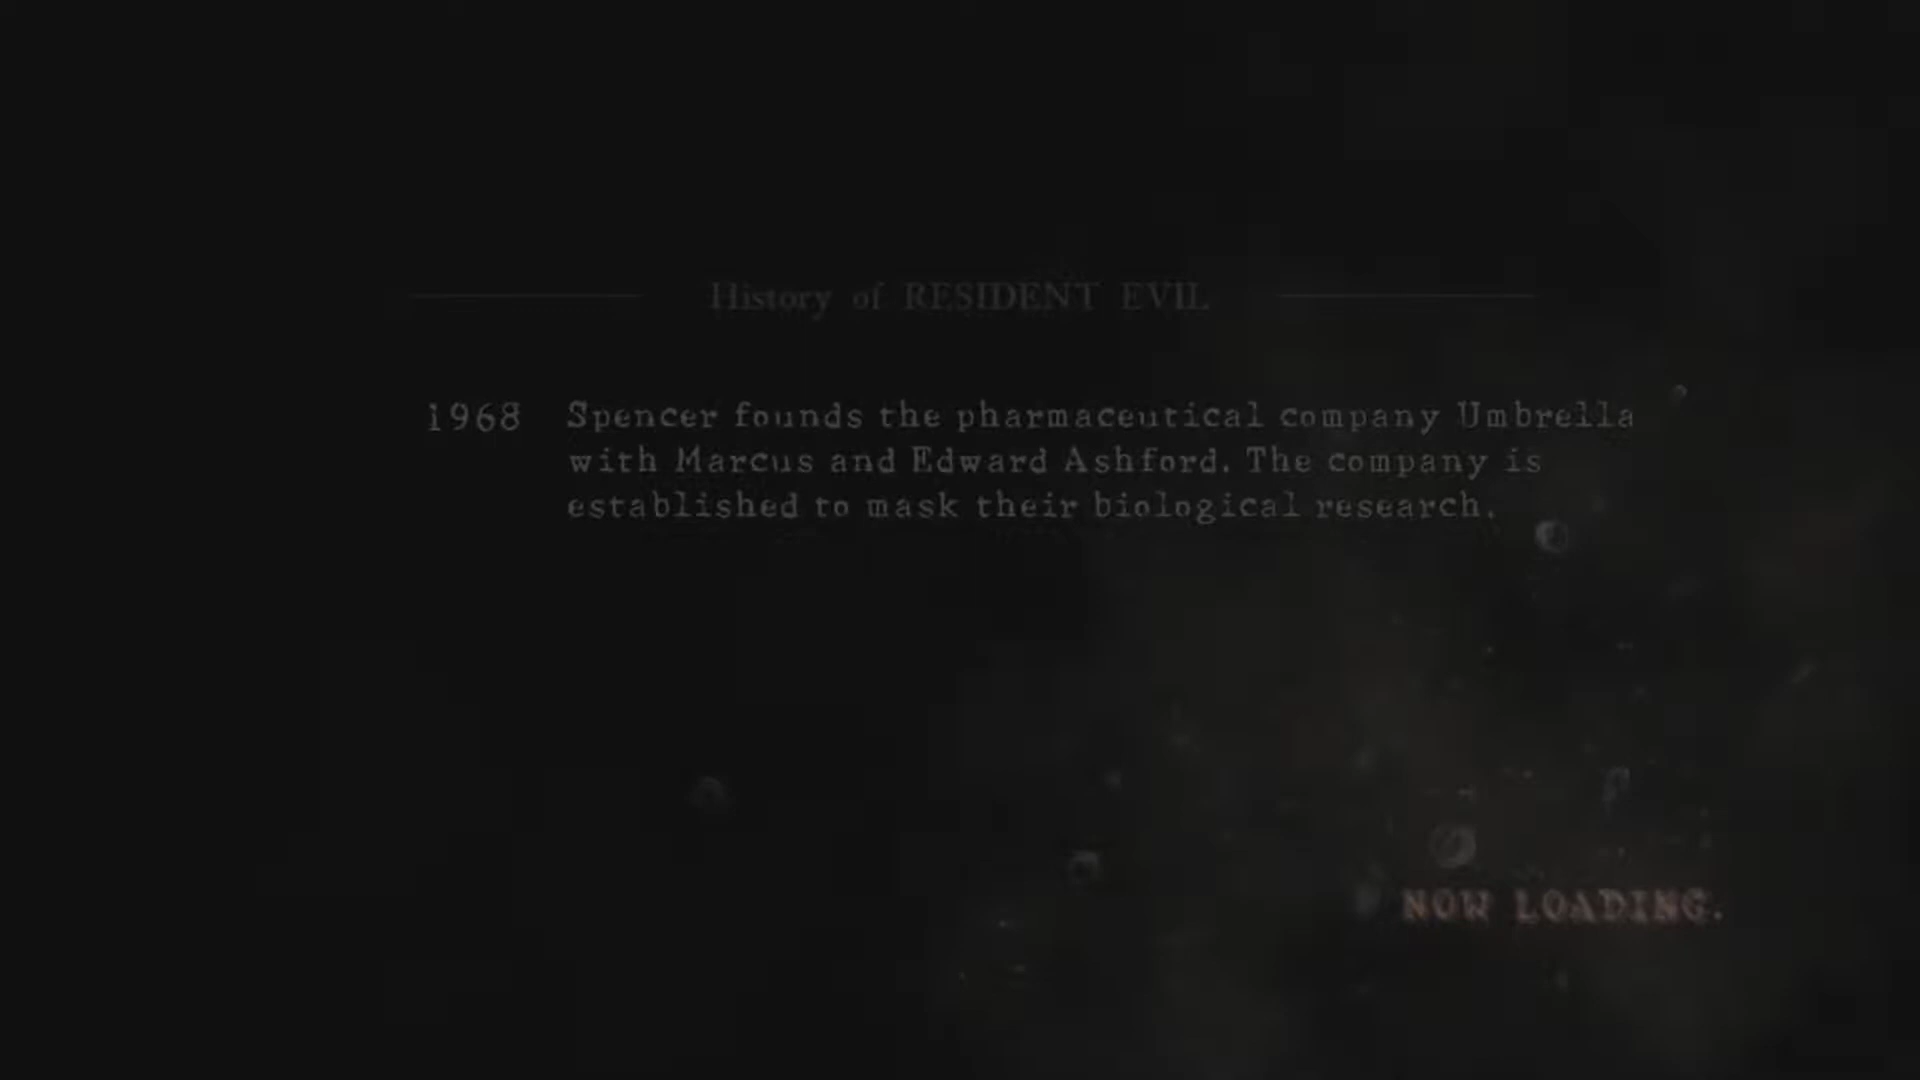 History of RESIDENT EVIL
1968 Spencer founds the pharmaceutical company Umbrella
with Marcus and Edward Ashford. The company is
established to mask their biological research.
NOW LOADING.